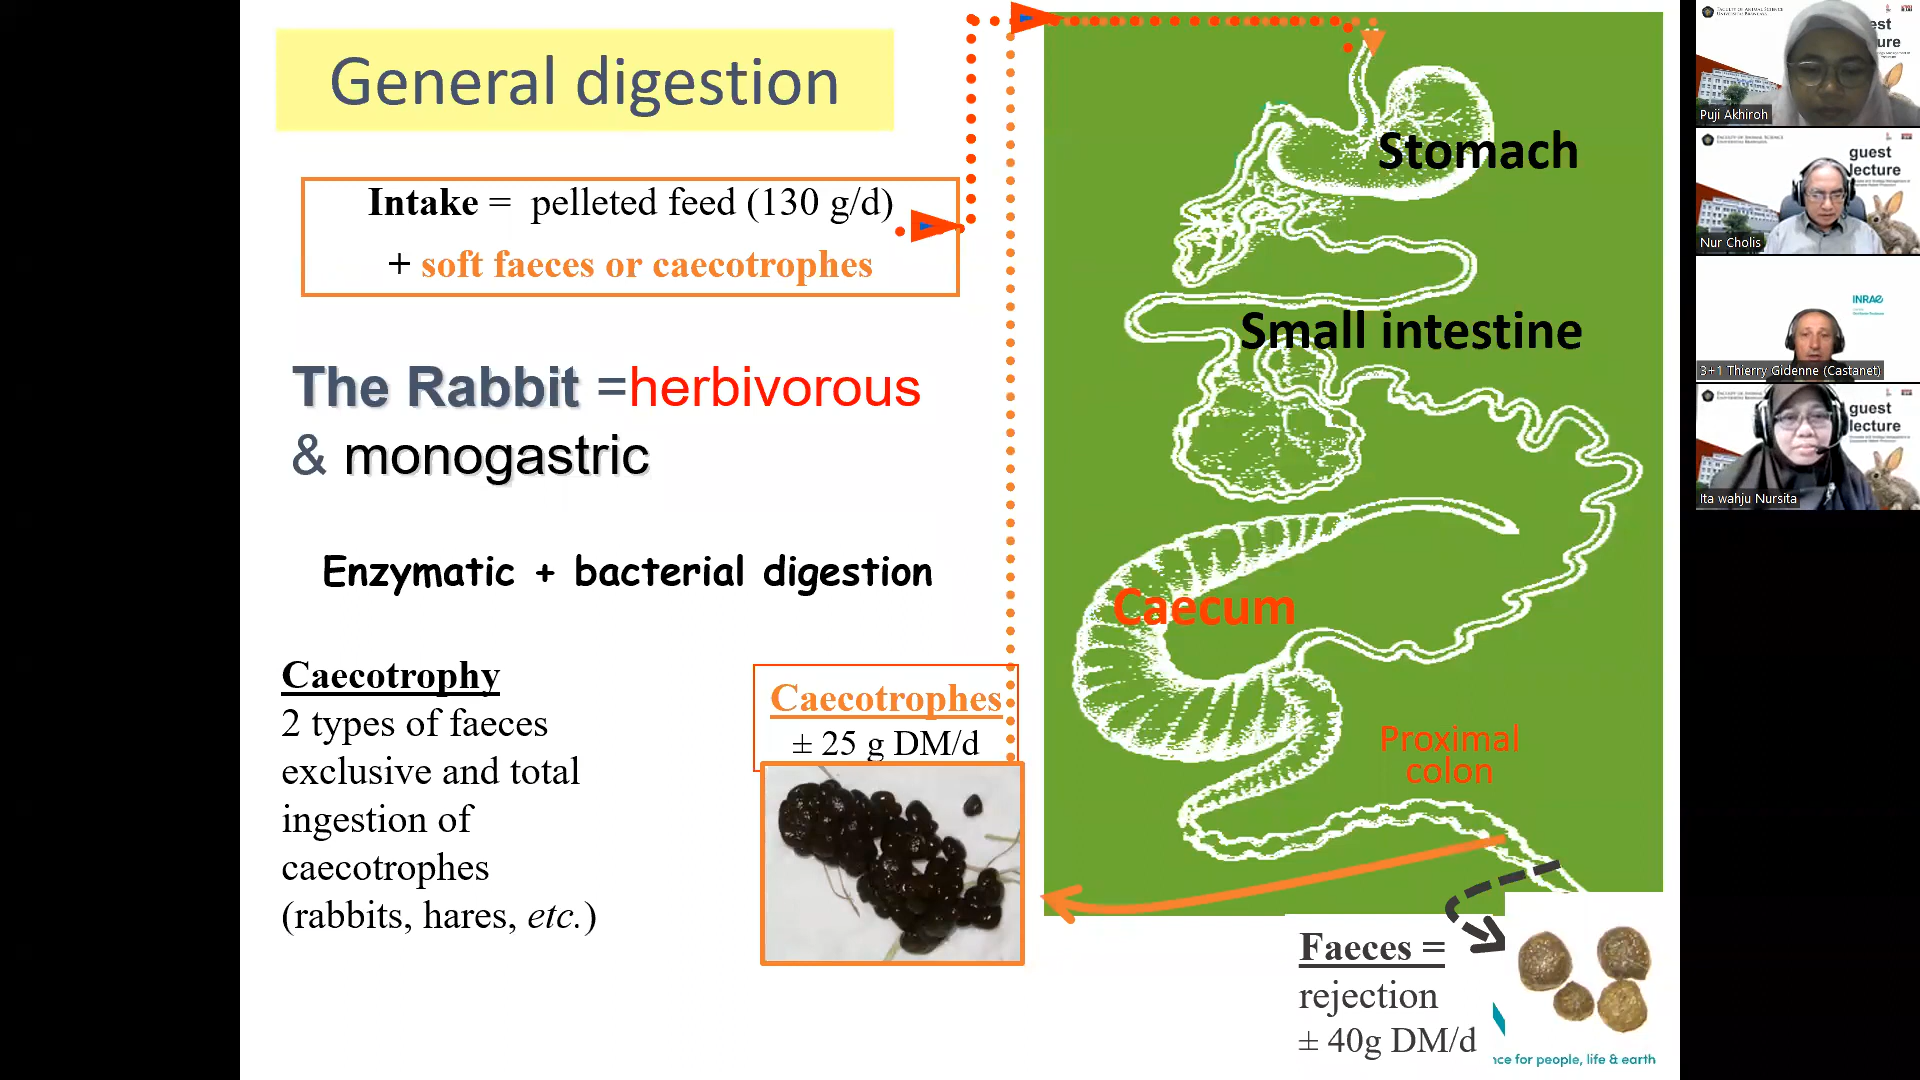 General digestion
Intake = pelleted feed (130 g/d)
+ soft faeces or caecotrophes
The Rabbit =herbivorous
& monogastric
Enzymatic + bacterial digestion
Caecotrophy
2 types of faeces
exclusive and total
ingestion of
caecotrophes
(rabbits, hares, etc.)
Caecotrophes
± 25 g DM/d
Stomach
Small intestine
Caecum
Proximal
colon
Faeces =
rejection
± 40g DM/d
nce for people, life & earth
est
ure
Puji Akhiroh
guest
lecture
Nur Cholis
INRAE
3+1 Thierry Gidenne (Castanet)
guest
lecture
Ita wahju Nursita